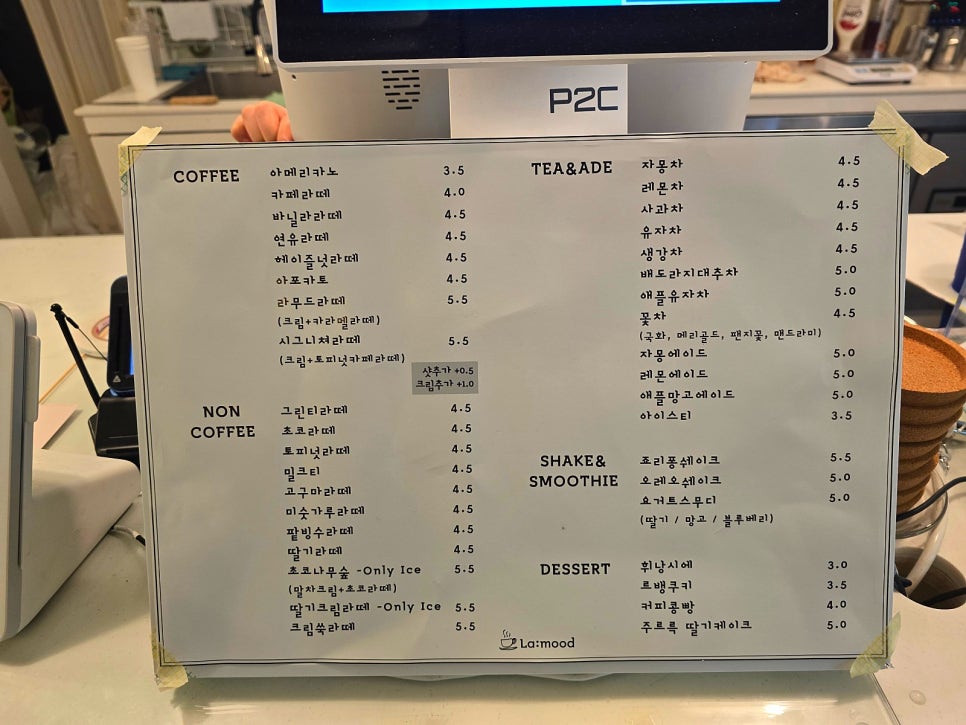 P2C
COFFEE
아메리카노 3.5
카페라떼 4.0
바닐라라떼 4.5
연유라떼 4.5
헤이즐넛라떼 4.5
아포카토 4.5
라무드라떼 5.5
(크림+카라멜라떼)
시그니쳐라떼 5.5
(크림+토피넛카페라떼)
샷추가 +0.5
크림추가 +1.0
NON
COFFEE
그린티라떼 4.5
초코라떼 4.5
토피넛라떼 4.5
밀크티 4.5
고구마라떼 4.5
미숫가루라떼 4.5
팥빙수라떼 4.5
딸기라떼 4.5
초코나무숲 -Only Ice 5.5
(말차크림+초코라떼)
딸기크림라떼 -Only Ice 5.5
크림쑥라떼 5.5
TEA&ADE
자몽차 4.5
레몬차 4.5
사과차 4.5
유자차 4.5
생강차 4.5
배도라지대추차 5.0
애플유자차 5.0
꽃차 4.5
(국화, 메리골드, 팬지꽃, 맨드라미)
자몽에이드 5.0
레몬에이드 5.0
애플망고에이드 5.0
아이스티 3.5
SHAKE&
SMOOTHIE
죠리퐁쉐이크 5.5
오레오쉐이크 5.0
요거트스무디 5.0
(딸기 / 망고 / 블루베리)
DESSERT
휘낭시에 3.0
르뱅쿠키 3.5
커피콩빵 4.0
주르륵 딸기케이크 5.0
La:mood